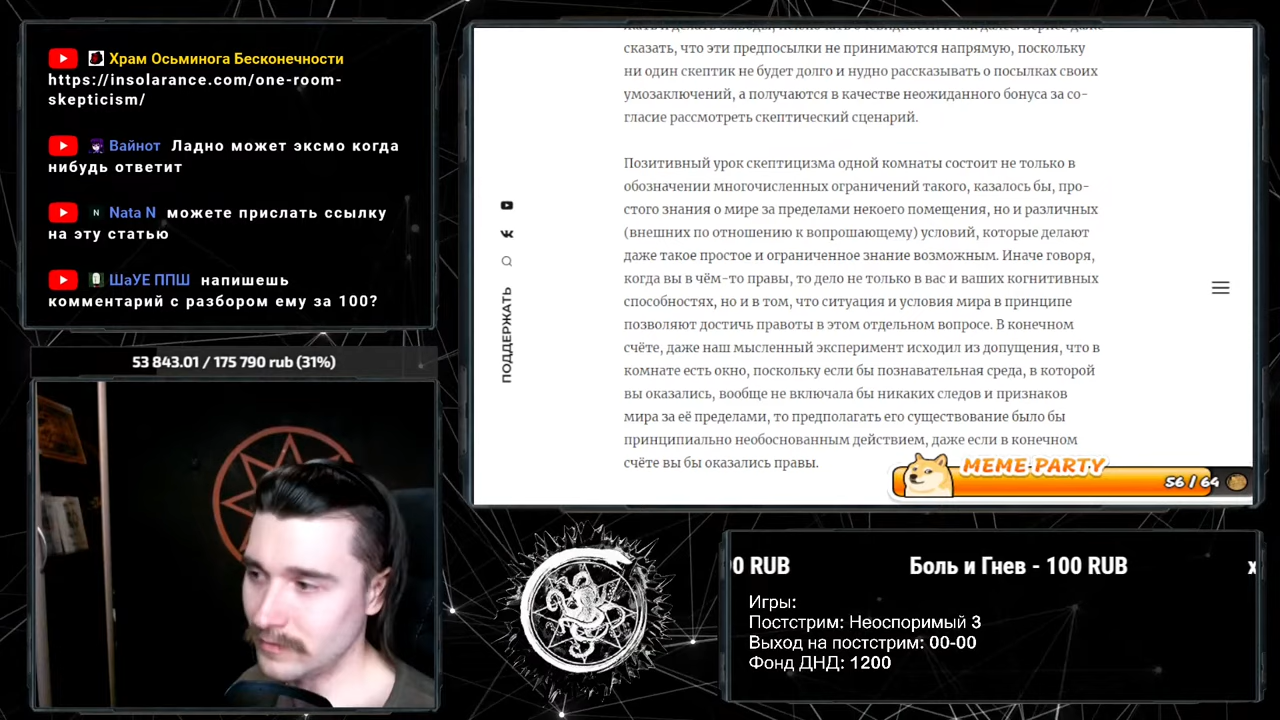 Храм Осьминога Бесконечности
https://insolarance.com/one-room-
skepticism/
Вайнот Ладно может эксмо когда
нибудь ответит
N Nata N можете прислать ссылку
на эту статью
ШаУЕ ППШ напишешь
комментарий с разбором ему за 100?
53 843.01 / 175 790 rub (31%)
сказать, что эти предпосылки не принимаются напрямую, поскольку
ни один скептик не будет долго и нудно рассказывать о посылках своих
умозаключений, а получаются в качестве неожиданного бонуса за со-
гласие рассмотреть скептический сценарий.
Позитивный урок скептицизма одной комнаты состоит не только в
обозначении многочисленных ограничений такого, казалось бы, про-
стого знания о мире за пределами некоего помещения, но и различных
(внешних по отношению к вопрошающему) условий, которые делают
даже такое простое и ограниченное знание возможным. Иначе говоря,
когда вы в чём-то правы, то дело не только в вас и ваших когнитивных
способностях, но и в том, что ситуация и условия мира в принципе
позволяют достичь правоты в этом отдельном вопросе. В конечном
счёте, даже наш мысленный эксперимент исходил из допущения, что в
комнате есть окно, поскольку если бы познавательная среда, в которой
вы оказались, вообще не включала бы никаких следов и признаков
мира за её пределами, то предполагать его существование было бы
принципиально необоснованным действием, даже если в конечном
счёте вы бы оказались правы.
ПОДДЕРЖАТЬ
MEME PARTY
56 / 64
0 RUB Боль и Гнев - 100 RUB х
Игры:
Постстрим: Неоспоримый 3
Выход на постстрим: 00-00
Фонд ДНД: 1200